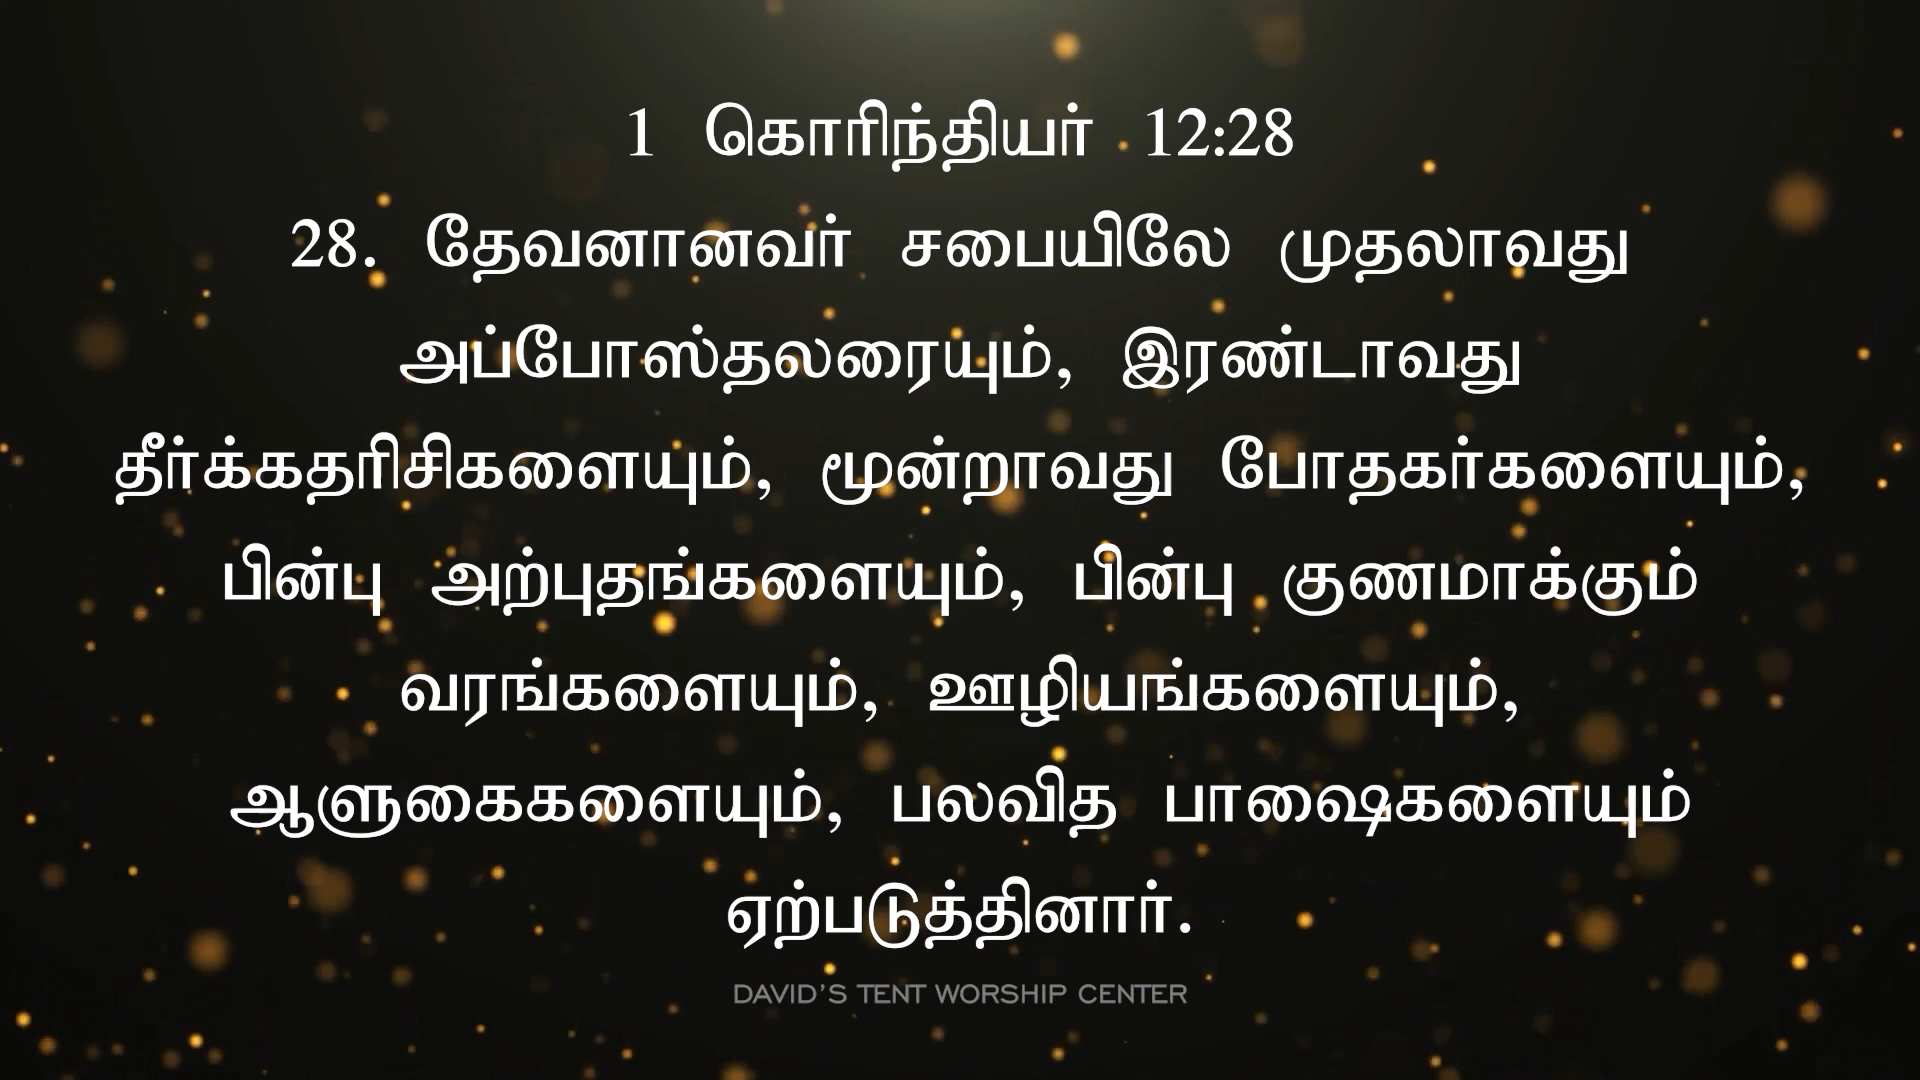 1 கொரிந்தியர் 12:28
28. தேவனானவர் சபையிலே முதலாவது
அப்போஸ்தலரையும், இரண்டாவது
தீர்க்கதரிசிகளையும், மூன்றாவது போதகர்களையும்,
பின்பு அற்புதங்களையும், பின்பு குணமாக்கும்
வரங்களையும், ஊழியங்களையும்,
ஆளுகைகளையும், பலவித பாஷைகளையும்
ஏற்படுத்தினார்.
DAVID'S TENT WORSHIP CENTER